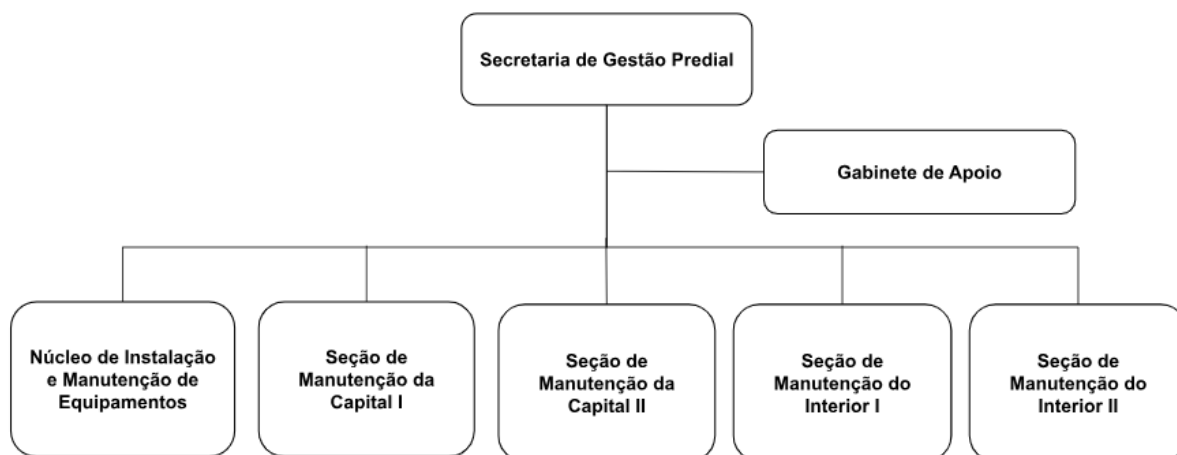 Secretaria de Gestão Predial
Gabinete de Apoio
Núcleo de Instalação
e Manutenção de
Equipamentos
Seção de
Manutenção da
Capital I
Seção de
Manutenção da
Capital II
Seção de
Manutenção do
Interior I
Seção de
Manutenção do
Interior II